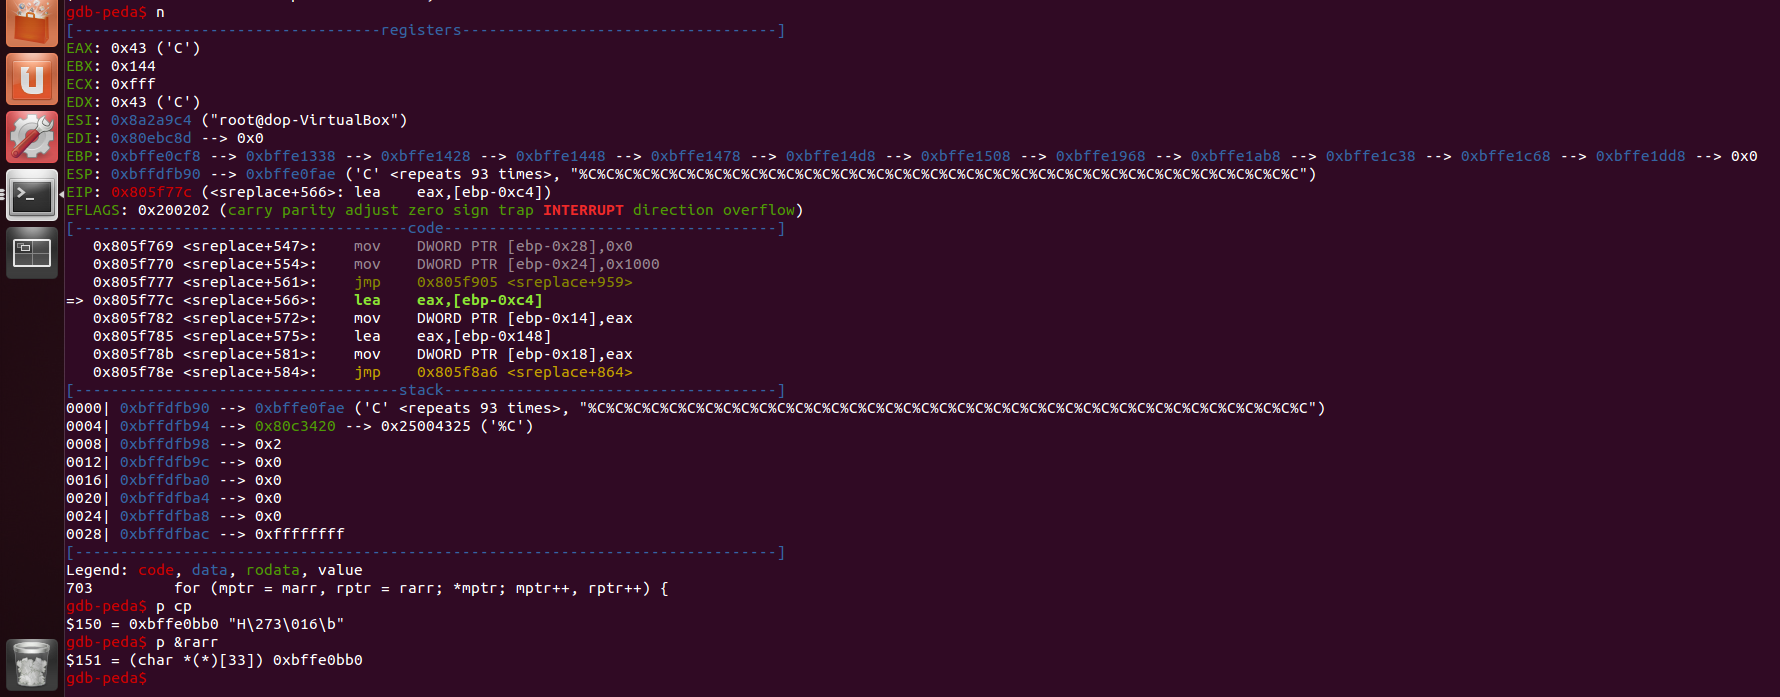 gdb-peda$ n
[----------------------------------registers-----------------------------------]
EAX: 0x43 ('C')
EBX: 0x144
ECX: 0xfff
EDX: 0x43 ('C')
ESI: 0x8a2a9c4 ("root@dop-VirtualBox")
EDI: 0x80ebc8d --> 0x0
EBP: 0xbffe0cf8 --> 0xbffe1338 --> 0xbffe1428 --> 0xbffe1448 --> 0xbffe1478 --> 0xbffe14d8 --> 0xbffe1508 --> 0xbffe1968 --> 0xbffe1ab8 --> 0xbffe1c38 --> 0xbffe1c68 --> 0xbffe1dd8 --> 0x0
ESP: 0xbffdfb90 --> 0xbffe0fae ('C' <repeats 93 times>, "%C%C%C%C%C%C%C%C%C%C%C%C%C%C%C%C%C%C%C%C%C%C%C%C%C%C%C%C%C%C%C%C%C%C%C%C%C%C%C%C")
EIP: 0x805f77c (<sreplace+566>: lea    eax,[ebp-0xc4])
EFLAGS: 0x200202 (carry parity adjust zero sign trap INTERRUPT direction overflow)
[-------------------------------------code-------------------------------------]
   0x805f769 <sreplace+547>:	mov    DWORD PTR [ebp-0x28],0x0
   0x805f770 <sreplace+554>:	mov    DWORD PTR [ebp-0x24],0x1000
   0x805f777 <sreplace+561>:	jmp    0x805f905 <sreplace+959>
=> 0x805f77c <sreplace+566>:	lea    eax,[ebp-0xc4]
   0x805f782 <sreplace+572>:	mov    DWORD PTR [ebp-0x14],eax
   0x805f785 <sreplace+575>:	lea    eax,[ebp-0x148]
   0x805f78b <sreplace+581>:	mov    DWORD PTR [ebp-0x18],eax
   0x805f78e <sreplace+584>:	jmp    0x805f8a6 <sreplace+864>
[------------------------------------stack-------------------------------------]
0000| 0xbffdfb90 --> 0xbffe0fae ('C' <repeats 93 times>, "%C%C%C%C%C%C%C%C%C%C%C%C%C%C%C%C%C%C%C%C%C%C%C%C%C%C%C%C%C%C%C%C%C%C%C%C%C%C%C%C")
0004| 0xbffdfb94 --> 0x80c3420 --> 0x25004325 ('%C')
0008| 0xbffdfb98 --> 0x2
0012| 0xbffdfb9c --> 0x0
0016| 0xbffdfba0 --> 0x0
0020| 0xbffdfba4 --> 0x0
0024| 0xbffdfba8 --> 0x0
0028| 0xbffdfbac --> 0xffffffff
[------------------------------------------------------------------------------]
Legend: code, data, rodata, value
703	        for (mptr = marr, rptr = rarr; *mptr; mptr++, rptr++) {
gdb-peda$ p cp
$150 = 0xbffe0bb0 "H\273\016\b"
gdb-peda$ p &rarr
$151 = (char *(*)[33]) 0xbffe0bb0
gdb-peda$